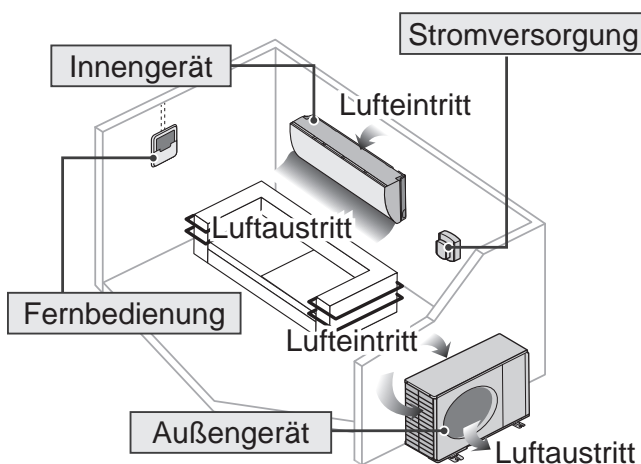 Stromversorgung
Innengerät
Lufteintritt
Luftaustritt
Fernbedienung
Lufteintritt
Außengerät
Luftaustritt